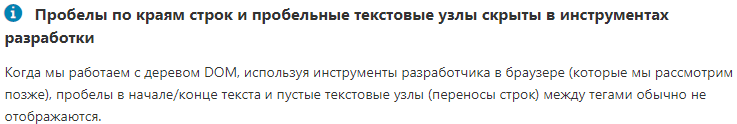 Пробелы по краям строк и пробельные текстовые узлы скрыты в инструментах
разработки
Когда мы работаем с деревом DOM, используя инструменты разработчика в браузере (которые мы рассмотрим
позже), пробелы в начале/конце текста и пустые текстовые узлы (переносы строк) между тегами обычно не
отображаются.